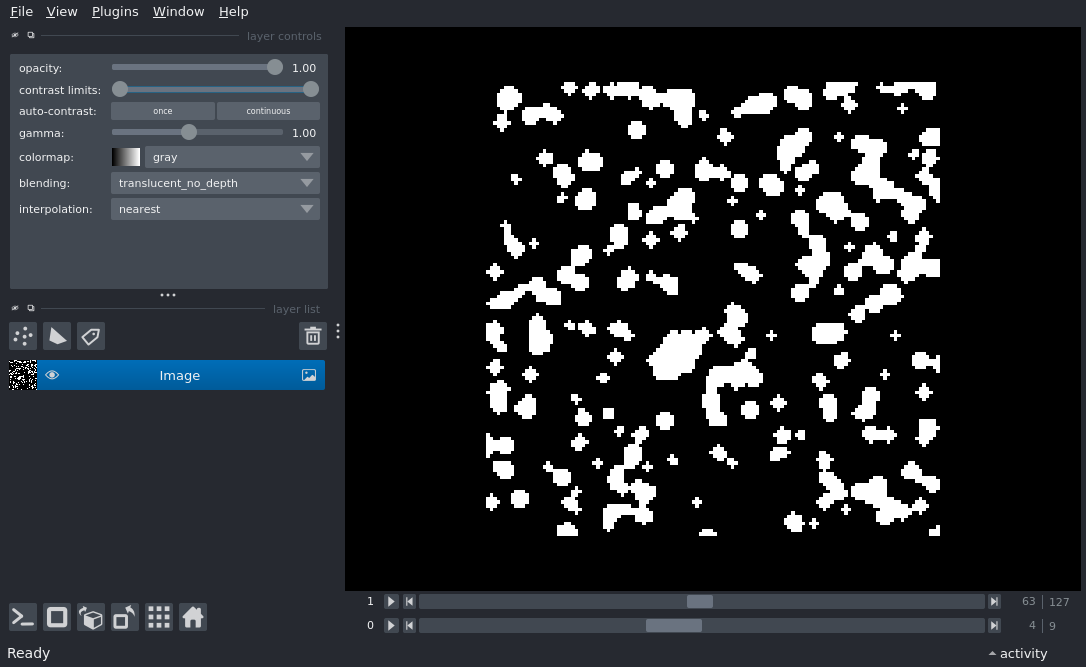 File View Plugins Window Help
layer controls
opacity: 1.00
contrast limits:
auto-contrast: once continuous
gamma: 1.00
colormap: gray
blending: translucent_no_depth
interpolation: nearest
layer list
Image
1 63 127
0 4 9
Ready activity